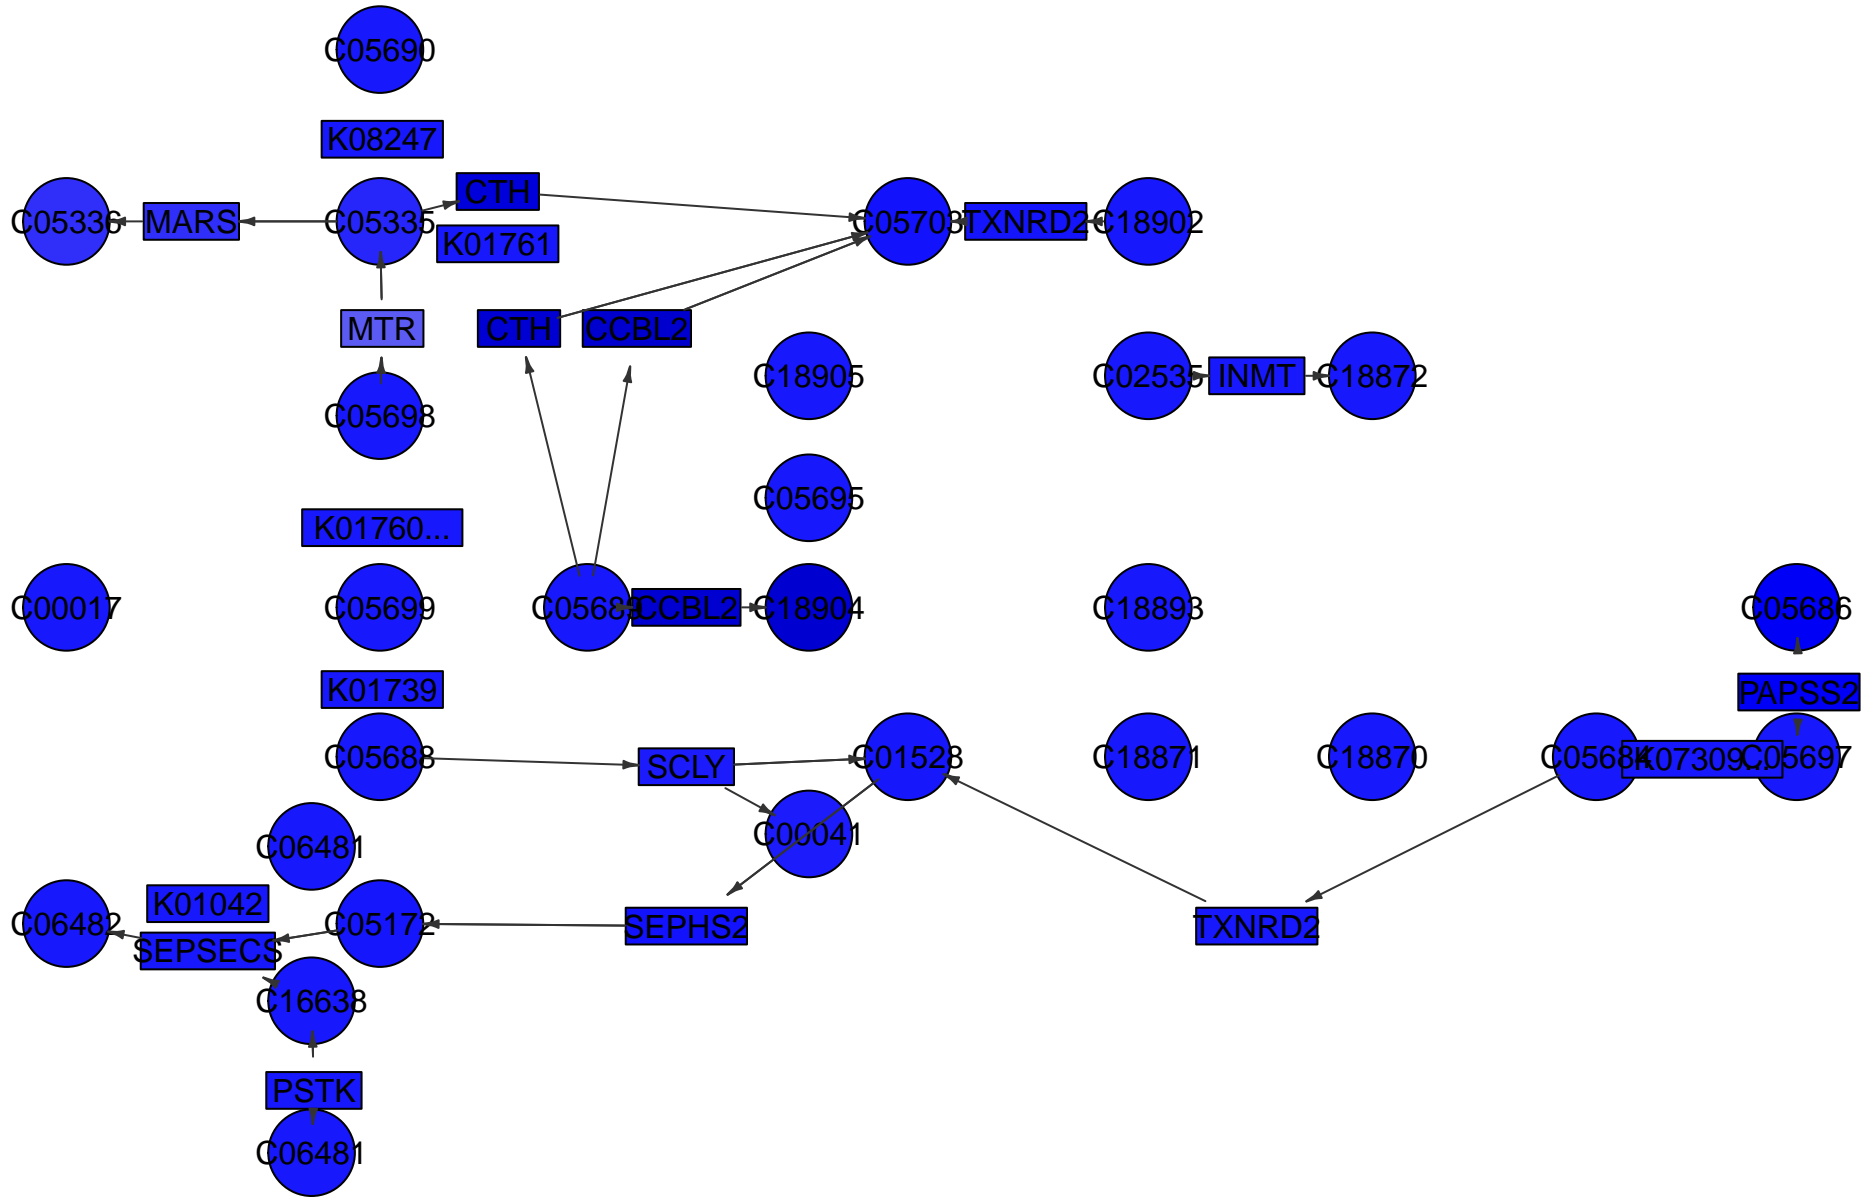 C05690
K08247
CTH
C05336
MARS
C05335
C05703
TXNRD2
C18902
K01761
MTR
CTH
CCBL2
C18905
C02535
INMT
C18872
C05698
C05695
K01760...
C00017
C05699
C05689
CCBL2
C18904
C18893
C05686
K01739
PAPSS2
C05688
SCLY
C01528
C18871
C18870
C05684
K07309...
C05697
C00041
C06481
K01042
C06482
C05172
SEPHS2
TXNRD2
SEPSECS
C16638
PSTK
C06481